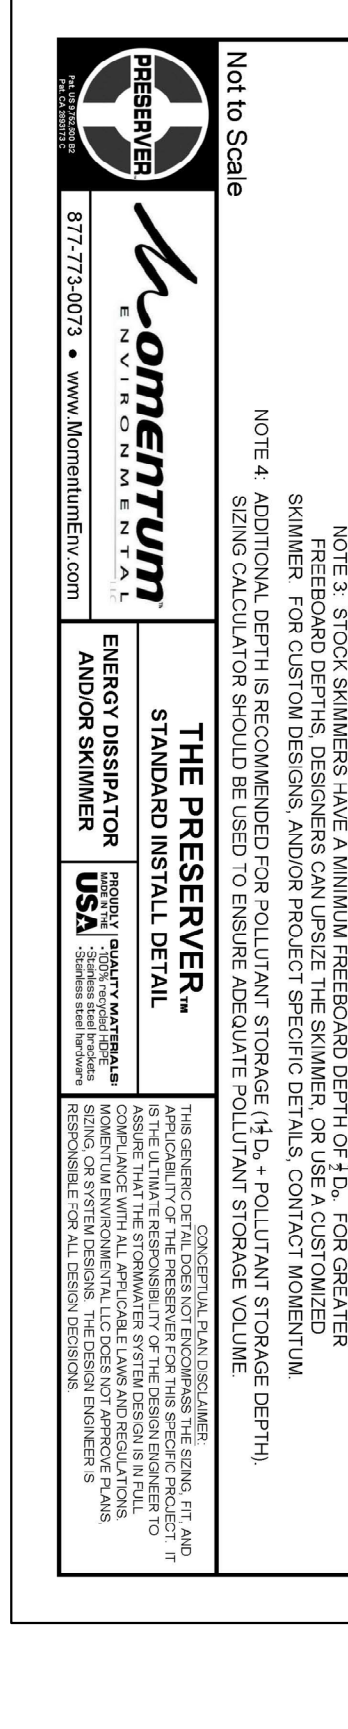 NOTE 3: STOCK SKIMMERS HAVE A MINIMUM FREEBOARD DEPTH OF ½ Dₒ. FOR GREATER
FREEBOARD DEPTHS, DESIGNERS CAN UPSIZE THE SKIMMER, OR USE A CUSTOMIZED
SKIMMER. FOR CUSTOM DESIGNS, AND/OR PROJECT SPECIFIC DETAILS, CONTACT MOMENTUM.
NOTE 4: ADDITIONAL DEPTH IS RECOMMENDED FOR POLLUTANT STORAGE (1½ Dₒ + POLLUTANT STORAGE DEPTH).
SIZING CALCULATOR SHOULD BE USED TO ENSURE ADEQUATE POLLUTANT STORAGE VOLUME.
Not to Scale
PRESERVER
Pat. US 9,752,300 B2
Pat. CA 2893173 C
Momentum™
ENVIRONMENTAL LLC
877-773-0073 • www.MomentumEnv.com
THE PRESERVER™
STANDARD INSTALL DETAIL
ENERGY DISSIPATOR
AND/OR SKIMMER
PROUDLY
MADE IN THE
USA
QUALITY MATERIALS:
•100% recycled HDPE
•Stainless steel brackets
•Stainless steel hardware
CONCEPTUAL PLAN DISCLAIMER:
THIS GENERIC DETAIL DOES NOT ENCOMPASS THE SIZING, FIT, AND
APPLICABILITY OF THE PRESERVER FOR THIS SPECIFIC PROJECT. IT
IS THE ULTIMATE RESPONSIBILITY OF THE DESIGN ENGINEER TO
ASSURE THAT THE STORMWATER SYSTEM DESIGN IS IN FULL
COMPLIANCE WITH ALL APPLICABLE LAWS AND REGULATIONS.
MOMENTUM ENVIRONMENTAL LLC DOES NOT APPROVE PLANS,
SIZING, OR SYSTEM DESIGNS. THE DESIGN ENGINEER IS
RESPONSIBLE FOR ALL DESIGN DECISIONS.